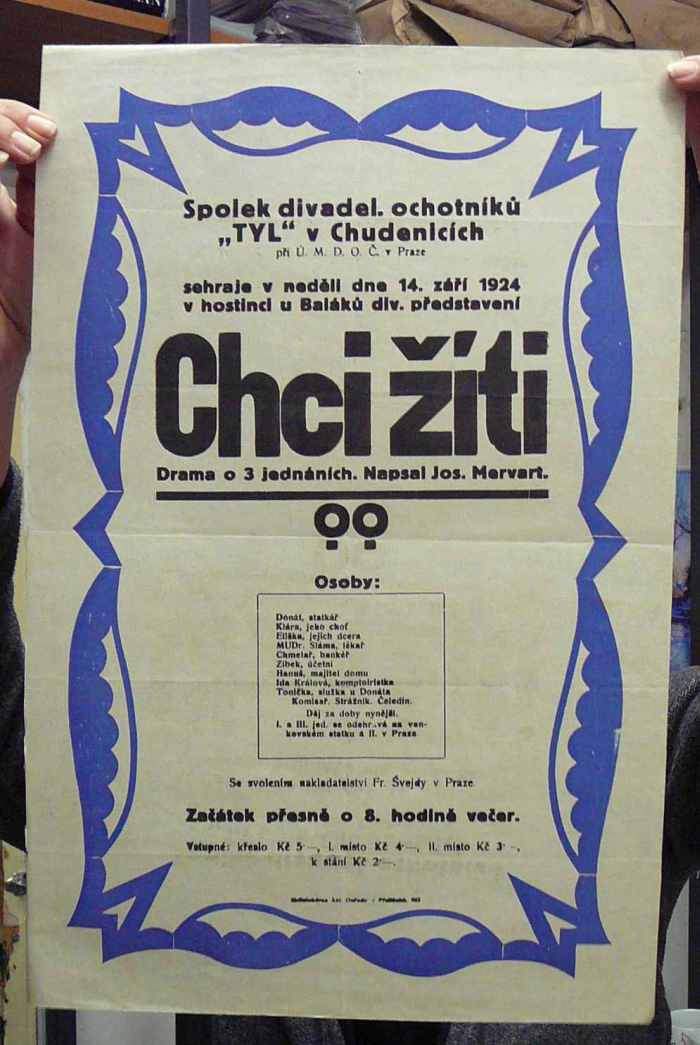 Spolek divadel. ochotníků
„TYL“ v Chudenicích
při Ú. M. D. O. Č. v Praze
sehraje v neděli dne 14. září 1924
v hostinci u Baláků div. představení
Chci žíti
Drama o 3 jednáních. Napsal Jos. Mervart.
Osoby:
Donát, statkář
Klára, jeho choť
Eliška, jejich dcera
MUDr. Sláma, lékař
Chmelař, bankéř
Zíbek, účetní
Hanuš, majitel domu
Ida Králová, komptoiristka
Tonička, služka u Donáta
Komisař. Strážník. Čeledín.
Děj za doby nynější.
I. a III. jed. se odehrává na ven-
kovském statku a II. v Praze
Se svolením nakladatelství Fr. Švejdy v Praze.
Začátek přesně o 8. hodině večer.
Vstupné: křeslo Kč 5·—, I. místo Kč 4·—, II. místo Kč 3·–,
k stání Kč 2·—.